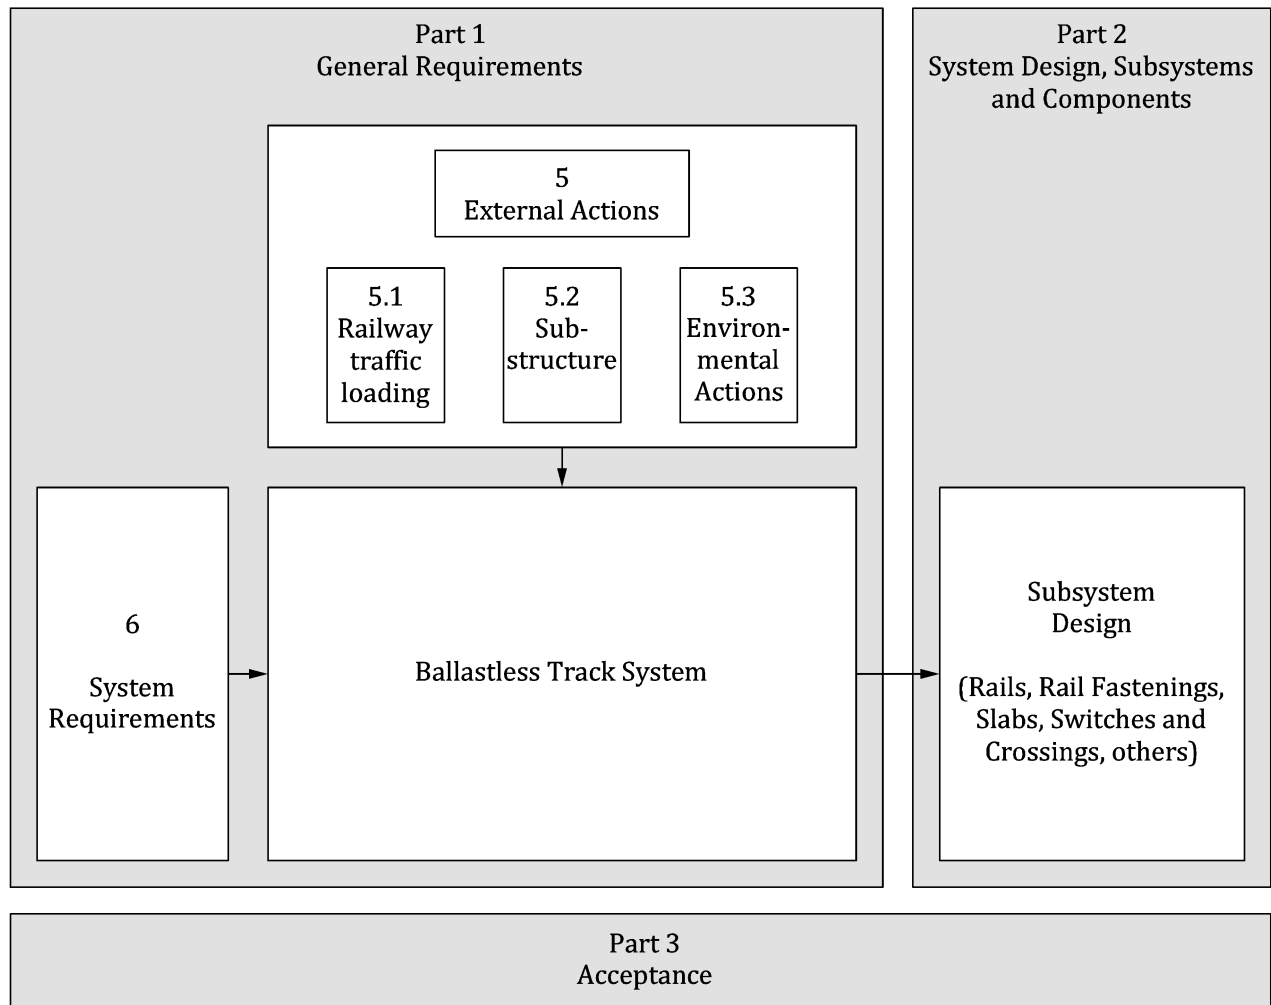 Part 1
General Requirements
5
External Actions
5.1
Railway
traffic
loading
5.2
Sub-
structure
5.3
Environ-
mental
Actions
6
System
Requirements
Ballastless Track System
Part 2
System Design, Subsystems
and Components
Subsystem
Design
(Rails, Rail Fastenings,
Slabs, Switches and
Crossings, others)
Part 3
Acceptance